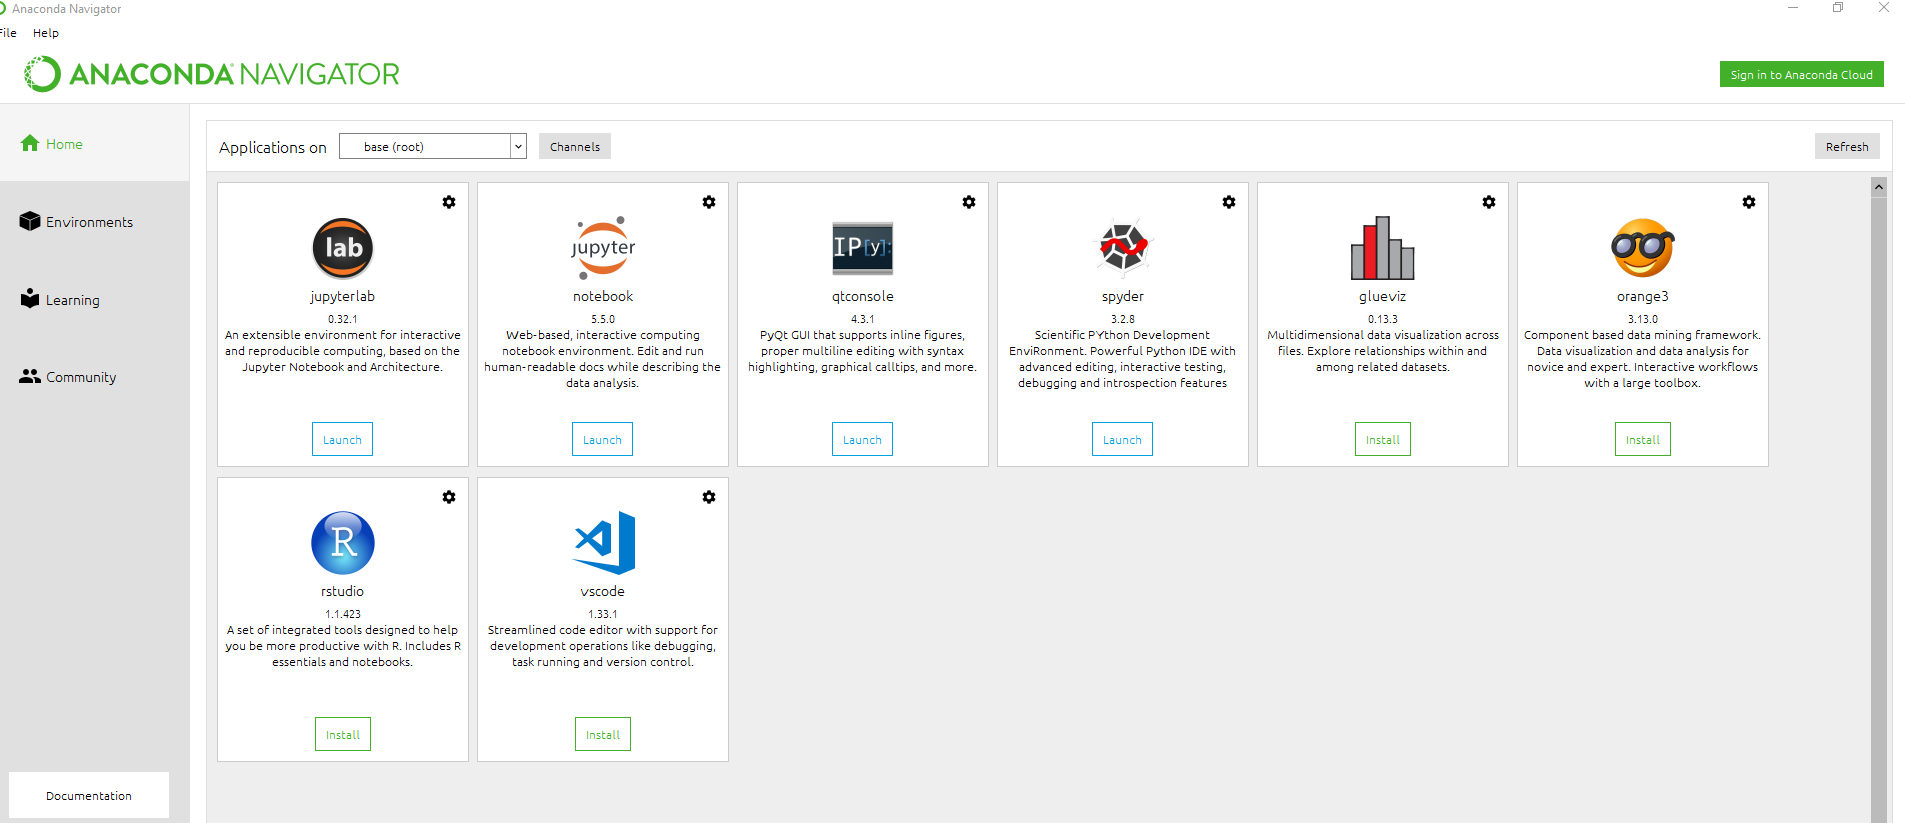 Anaconda Navigator
File Help
ANACONDA NAVIGATOR
Sign in to Anaconda Cloud
Home
Environments
Learning
Community
Documentation
Applications on base (root) Channels Refresh
lab
jupyterlab
0.32.1
An extensible environment for interactive
and reproducible computing, based on the
Jupyter Notebook and Architecture.
Launch
jupyter
notebook
5.5.0
Web-based, interactive computing
notebook environment. Edit and run
human-readable docs while describing the
data analysis.
Launch
IP[y]:
qtconsole
4.3.1
PyQt GUI that supports inline figures,
proper multiline editing with syntax
highlighting, graphical calltips, and more.
Launch
spyder
3.2.8
Scientific PYthon Development
EnviRonment. Powerful Python IDE with
advanced editing, interactive testing,
debugging and introspection features
Launch
glueviz
0.13.3
Multidimensional data visualization across
files. Explore relationships within and
among related datasets.
Install
orange3
3.13.0
Component based data mining framework.
Data visualization and data analysis for
novice and expert. Interactive workflows
with a large toolbox.
Install
R
rstudio
1.1.423
A set of integrated tools designed to help
you be more productive with R. Includes R
essentials and notebooks.
Install
vscode
1.33.1
Streamlined code editor with support for
development operations like debugging,
task running and version control.
Install